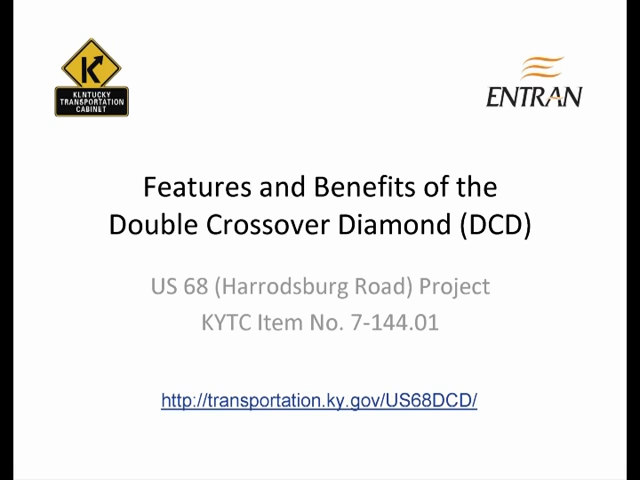 K
KENTUCKY
TRANSPORTATION
CABINET
ENTRAN
Features and Benefits of the
Double Crossover Diamond (DCD)
US 68 (Harrodsburg Road) Project
KYTC Item No. 7-144.01
http://transportation.ky.gov/US68DCD/